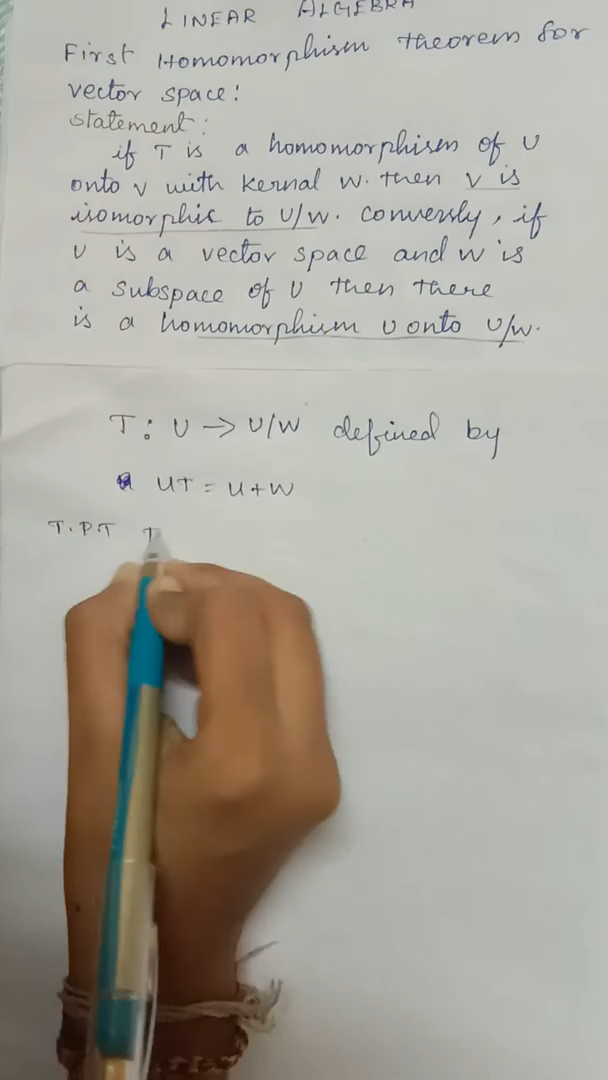 LINEAR ALGEBRA
First Homomorphism theorem for
vector space:
statement:
if T is a homomorphism of U
onto V with kernal W. then V is
isomorphic to U/W. conversly, if
U is a vector space and W is
a subspace of U then there
is a homomorphism U onto U/W.
T: U → U/W defined by
UT = U+W
T.P.T T